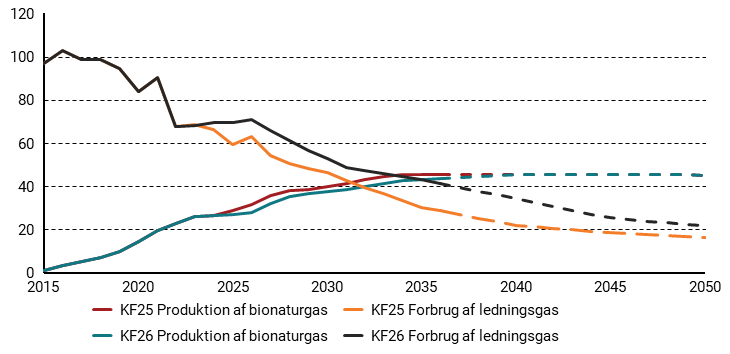 120
100
80
60
40
20
0
2015 2020 2025 2030 2035 2040 2045 2050
KF25 Produktion af bionaturgas KF25 Forbrug af ledningsgas
KF26 Produktion af bionaturgas KF26 Forbrug af ledningsgas